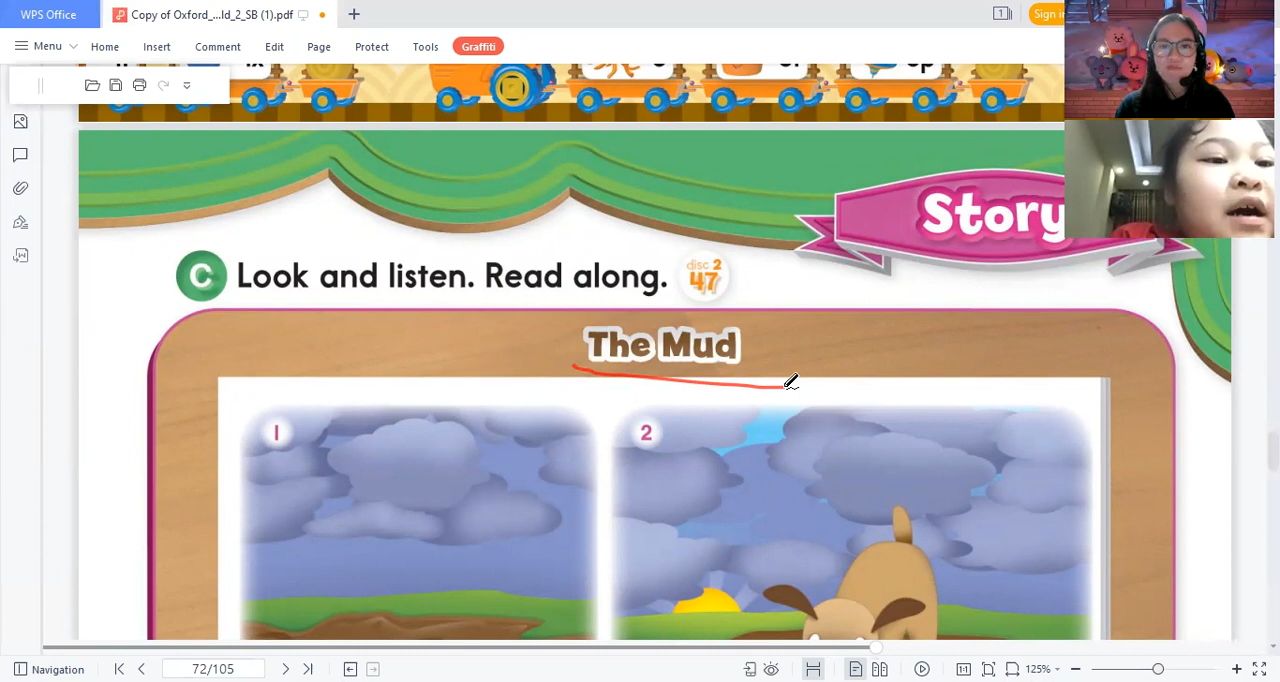 WPS Office
Copy of Oxford_...ld_2_SB (1).pdf
1
Sign in
Menu
Home
Insert
Comment
Edit
Page
Protect
Tools
Graffiti
Story
C Look and listen. Read along. disc 2 47
The Mud
1
2
Navigation
72/105
125%